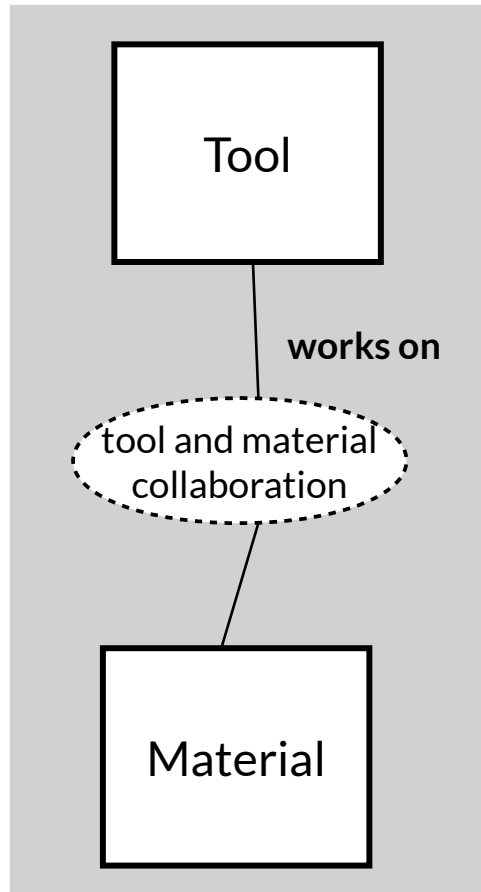 Tool
works on
tool and material
collaboration
Material